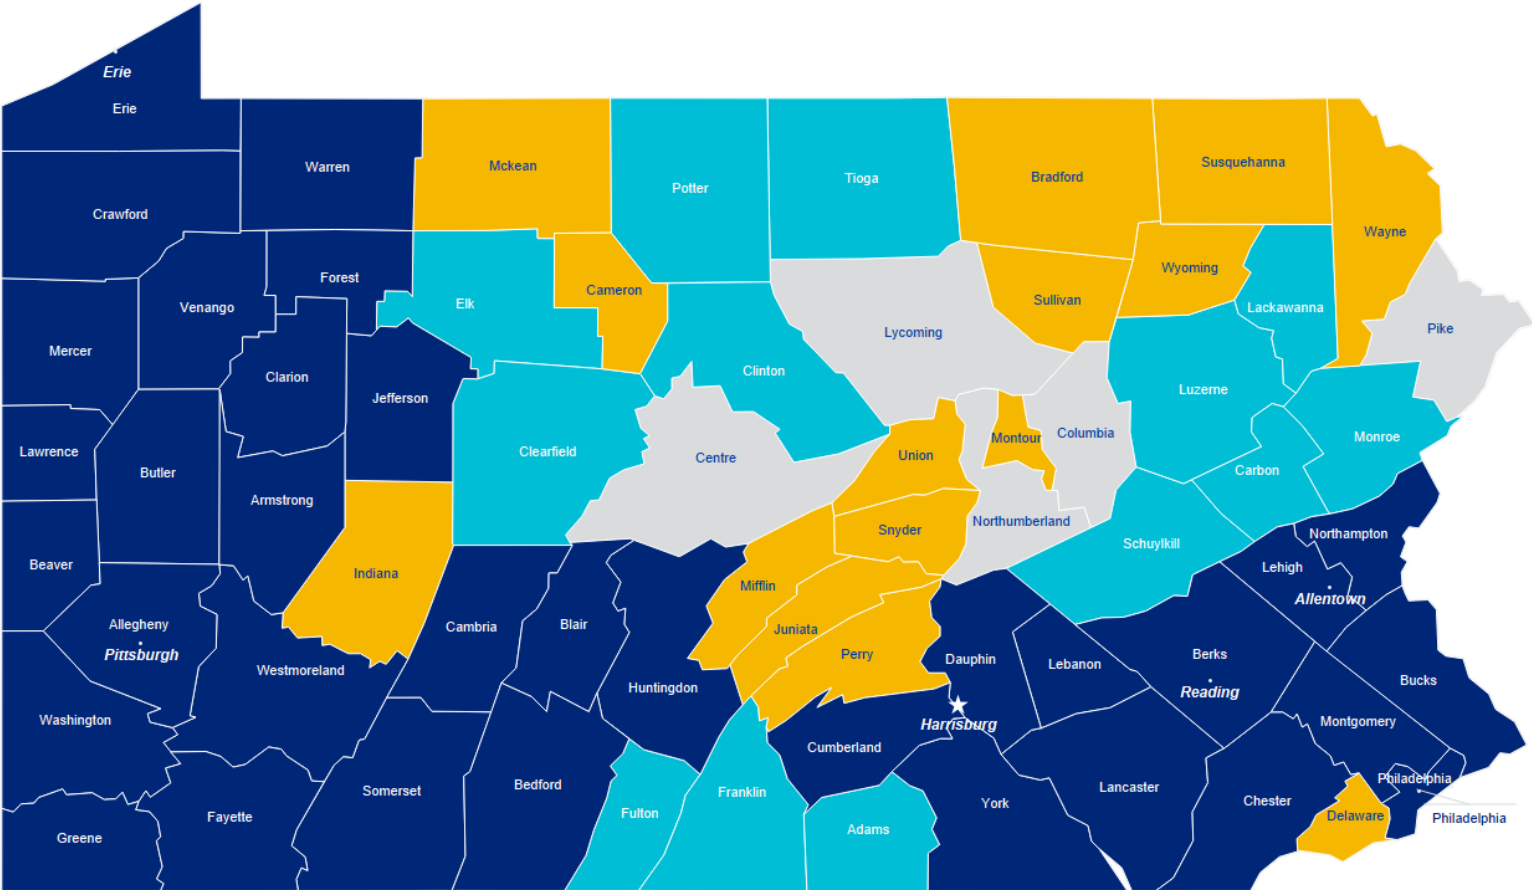 Erie
Erie
Warren
Mckean
Potter
Tioga
Bradford
Susquehanna
Crawford
Wayne
Forest
Venango
Elk
Cameron
Sullivan
Wyoming
Lackawanna
Pike
Mercer
Clarion
Jefferson
Clinton
Lycoming
Luzerne
Lawrence
Butler
Armstrong
Clearfield
Centre
Union
Montour
Columbia
Carbon
Monroe
Beaver
Indiana
Snyder
Northumberland
Schuylkill
Northampton
Lehigh
Allentown
Allegheny
Pittsburgh
Westmoreland
Cambria
Blair
Huntingdon
Mifflin
Juniata
Perry
Dauphin
Lebanon
Berks
Reading
Bucks
Washington
Harrisburg
Cumberland
Montgomery
Greene
Fayette
Somerset
Bedford
Fulton
Franklin
Adams
York
Lancaster
Chester
Delaware
Philadelphia
Philadelphia